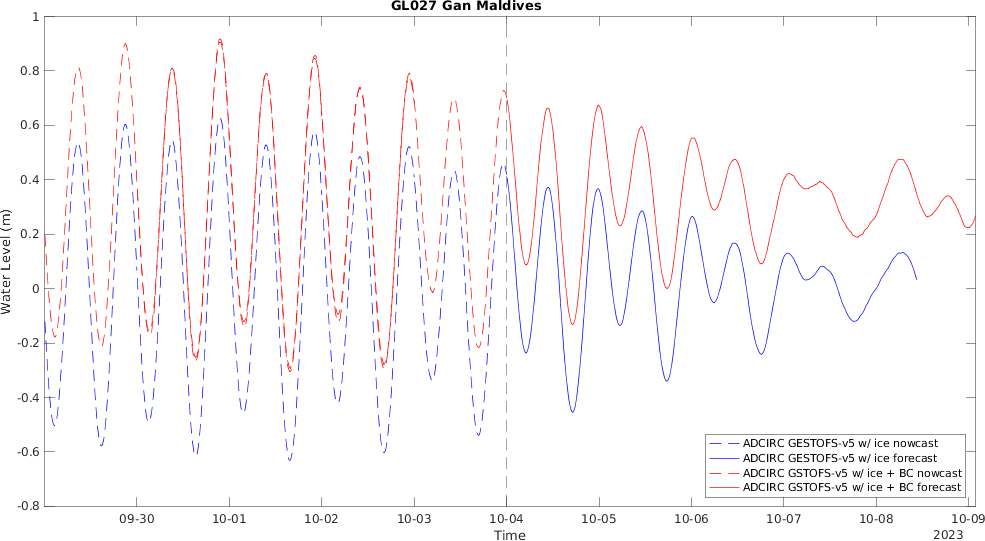 GL027 Gan Maldives
1
0.8
0.6
0.4
0.2
0
-0.2
-0.4
-0.6
-0.8
Water Level (m)
ADCIRC GESTOFS-v5 w/ ice nowcast
ADCIRC GESTOFS-v5 w/ ice forecast
ADCIRC GSTOFS-v5 w/ ice + BC nowcast
ADCIRC GSTOFS-v5 w/ ice + BC forecast
09-30 10-01 10-02 10-03 10-04 10-05 10-06 10-07 10-08 10-09
Time
2023